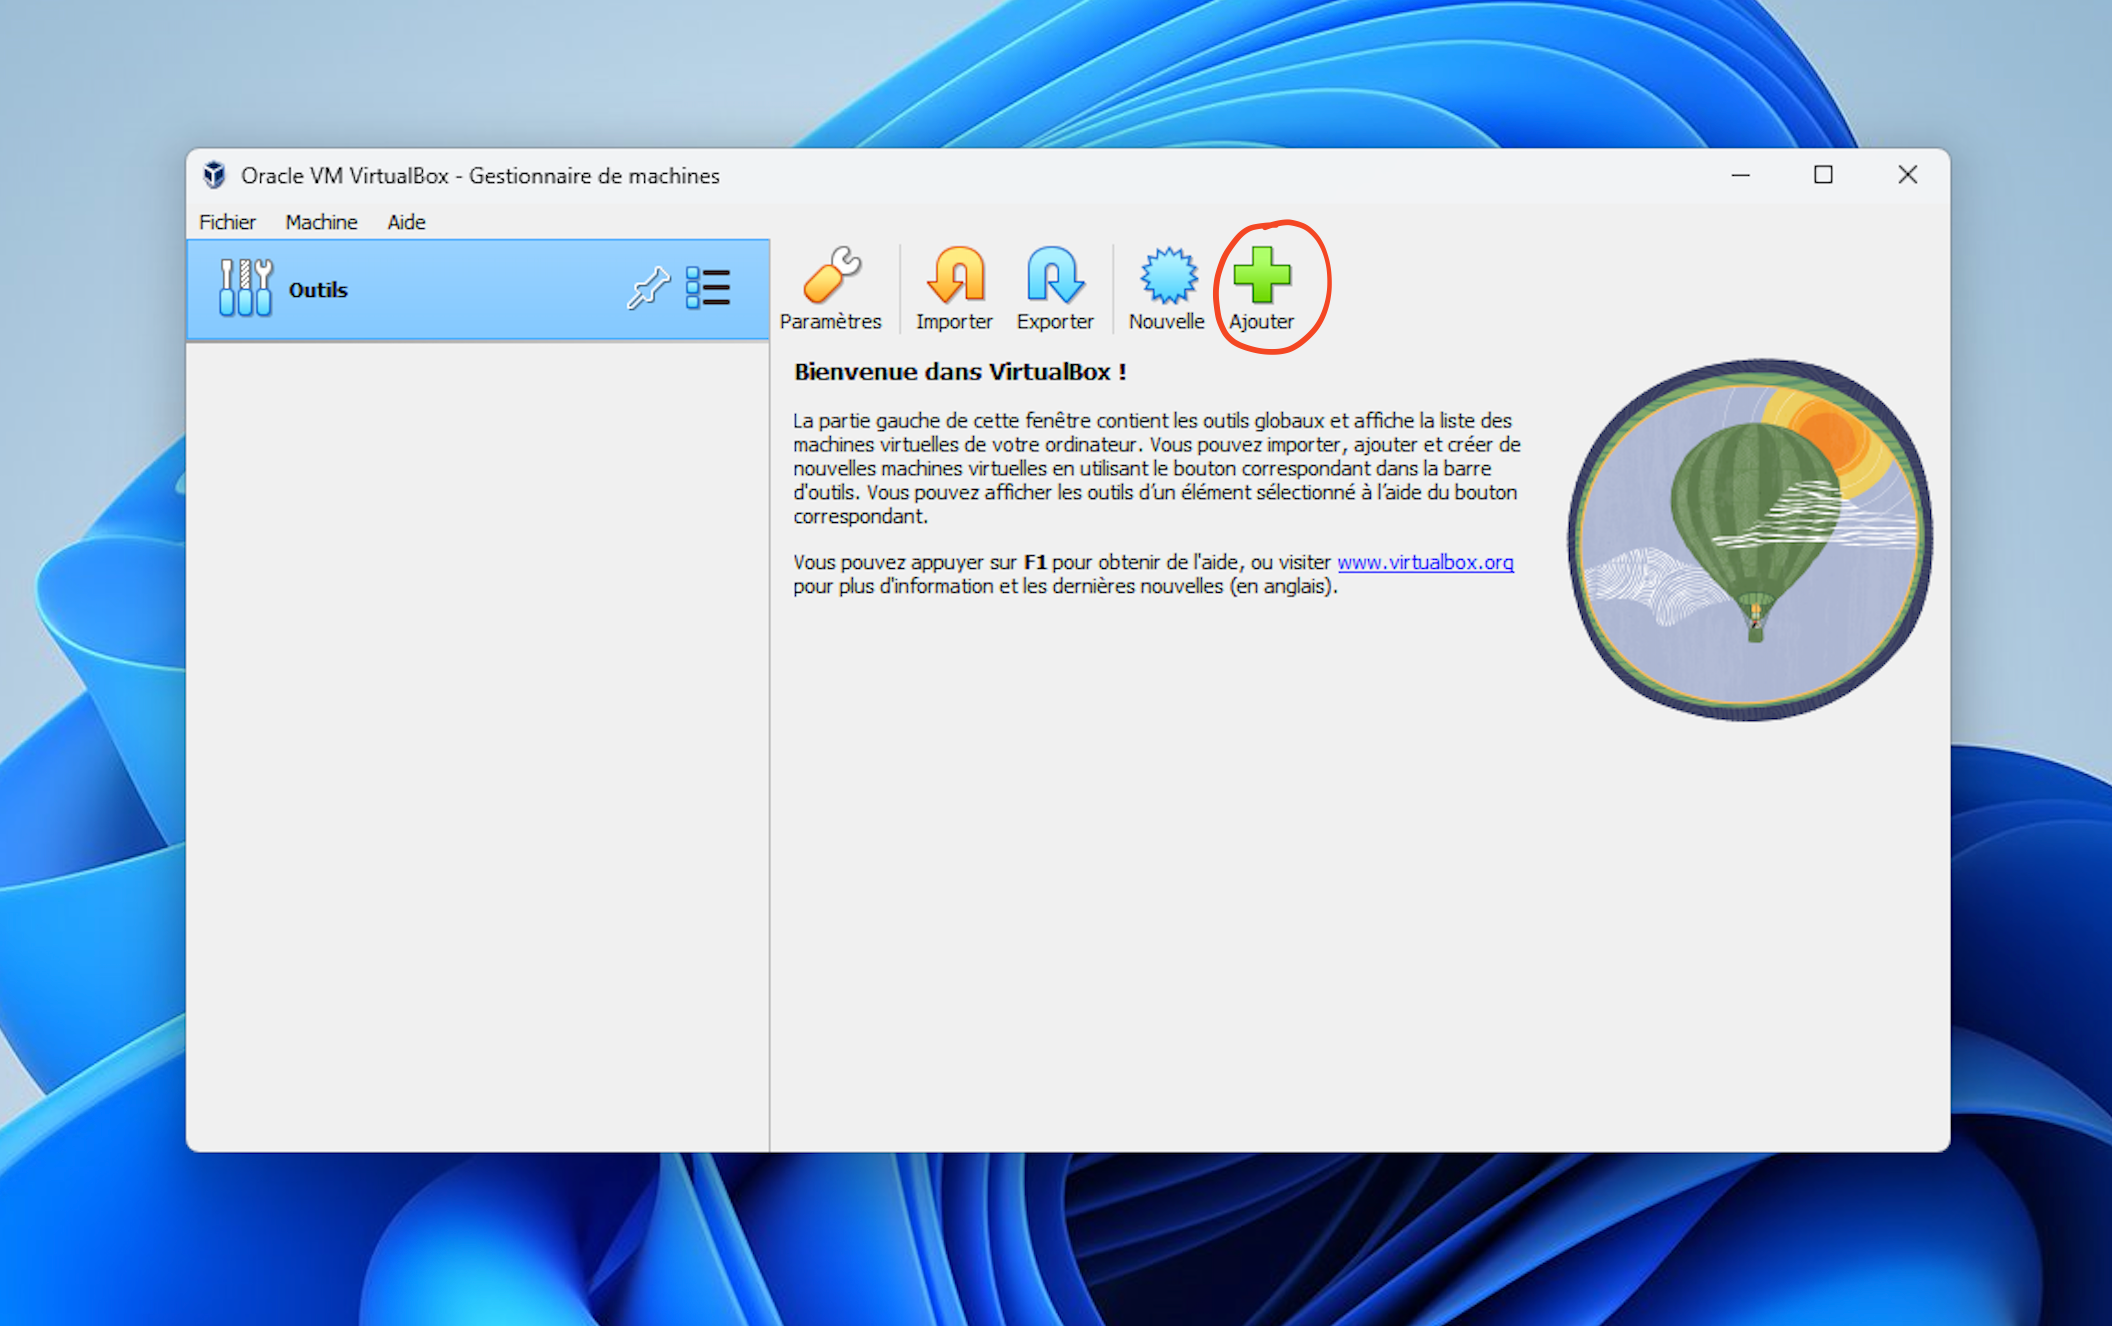 Oracle VM VirtualBox - Gestionnaire de machines
Fichier Machine Aide
Outils
Paramètres Importer Exporter Nouvelle Ajouter
Bienvenue dans VirtualBox !
La partie gauche de cette fenêtre contient les outils globaux et affiche la liste des
machines virtuelles de votre ordinateur. Vous pouvez importer, ajouter et créer de
nouvelles machines virtuelles en utilisant le bouton correspondant dans la barre
d'outils. Vous pouvez afficher les outils d’un élément sélectionné à l’aide du bouton
correspondant.
Vous pouvez appuyer sur F1 pour obtenir de l'aide, ou visiter www.virtualbox.org
pour plus d'information et les dernières nouvelles (en anglais).